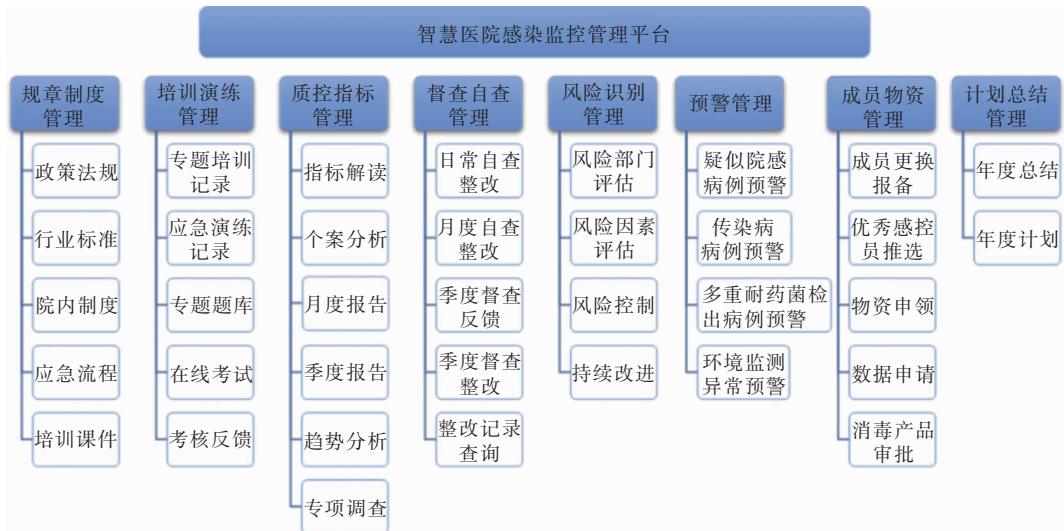 智慧医院感染监控管理平台
规章制度
管理
政策法规
行业标准
院内制度
应急流程
培训课件
培训演练
管理
专题培训
记录
应急演练
记录
专题题库
在线考试
考核反馈
质控指标
管理
指标解读
个案分析
月度报告
季度报告
趋势分析
专项调查
督查自查
管理
日常自查
整改
月度自查
整改
季度督查
反馈
季度督查
整改
整改记录
查询
风险识别
管理
风险部门
评估
风险因素
评估
风险控制
持续改进
预警管理
疑似院感
病例预警
传染病
病例预警
多重耐药菌检
出病例预警
环境监测
异常预警
成员物资
管理
成员更换
报备
优秀感控
员推选
物资申领
数据申请
消毒产品
审批
计划总结
管理
年度总结
年度计划